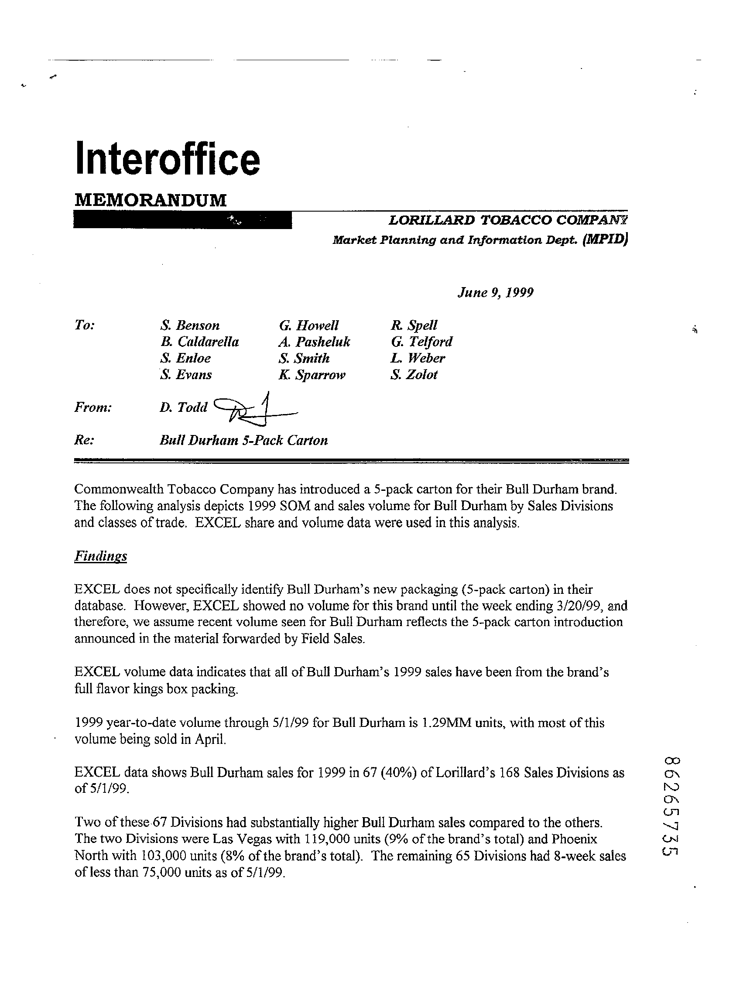 Interoffice
MEMORANDUM
LORILLARD TOBACCO COMPANY
Market Planning and Information Dept. (MPID)
June 9, 1999
To: S. Benson G. Howell R. Spell
B. Caldarella A. Pasheluk G. Telford
S. Enloe S. Smith L. Weber
S. Evans K. Sparrow S. Zolot
From: D. Todd
Re: Bull Durham 5-Pack Carton
Commonwealth Tobacco Company has introduced a 5-pack carton for their Bull Durham brand.
The following analysis depicts 1999 SOM and sales volume for Bull Durham by Sales Divisions
and classes of trade. EXCEL share and volume data were used in this analysis.
Findings
EXCEL does not specifically identify Bull Durham's new packaging (5-pack carton) in their
database. However, EXCEL showed no volume for this brand until the week ending 3/20/99, and
therefore, we assume recent volume seen for Bull Durham reflects the 5-pack carton introduction
announced in the material forwarded by Field Sales.
EXCEL volume data indicates that all of Bull Durham's 1999 sales have been from the brand's
full flavor kings box packing.
1999 year-to-date volume through 5/1/99 for Bull Durham is 1.29MM units, with most of this
volume being sold in April.
EXCEL data shows Bull Durham sales for 1999 in 67 (40%) of Lorillard's 168 Sales Divisions as
of 5/1/99.
Two of these 67 Divisions had substantially higher Bull Durham sales compared to the others.
The two Divisions were Las Vegas with 119,000 units (9% of the brand's total) and Phoenix
North with 103,000 units (8% of the brand's total). The remaining 65 Divisions had 8-week sales
of less than 75,000 units as of 5/1/99.
86265735